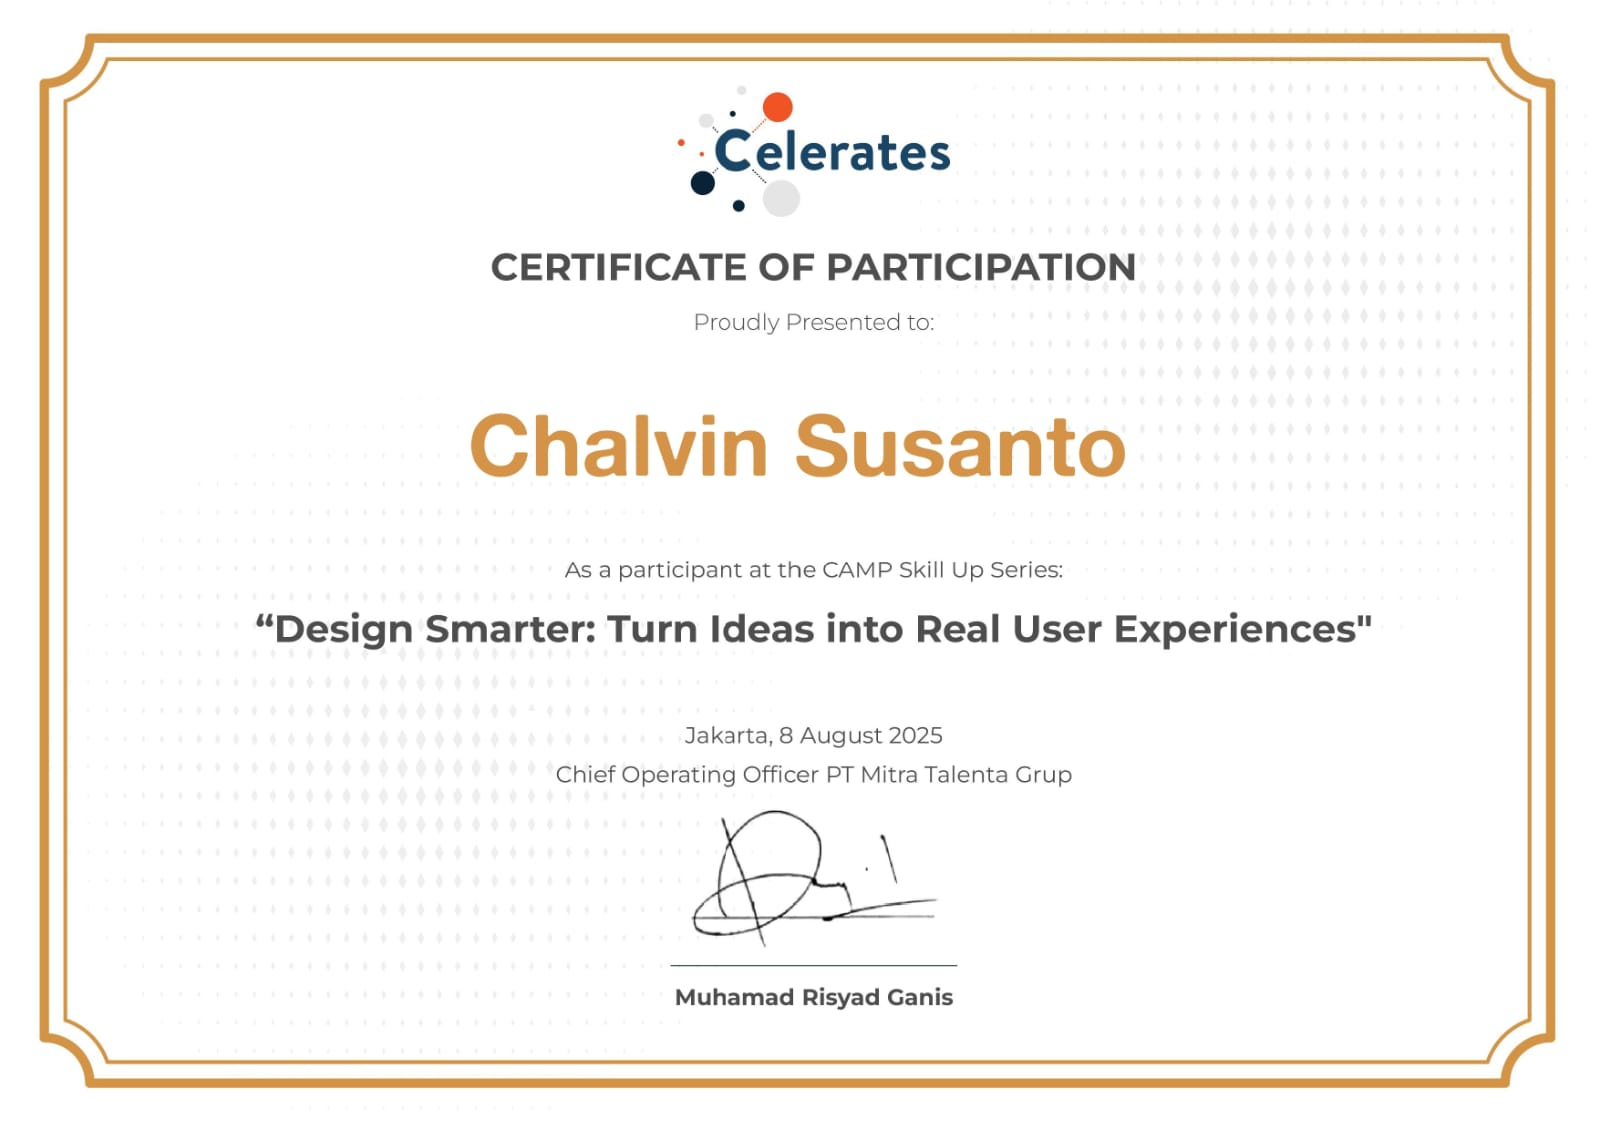 Celerates
CERTIFICATE OF PARTICIPATION
Proudly Presented to:
Chalvin Susanto
As a participant at the CAMP Skill Up Series:
“Design Smarter: Turn Ideas into Real User Experiences"
Jakarta, 8 August 2025
Chief Operating Officer PT Mitra Talenta Grup
Muhamad Risyad Ganis